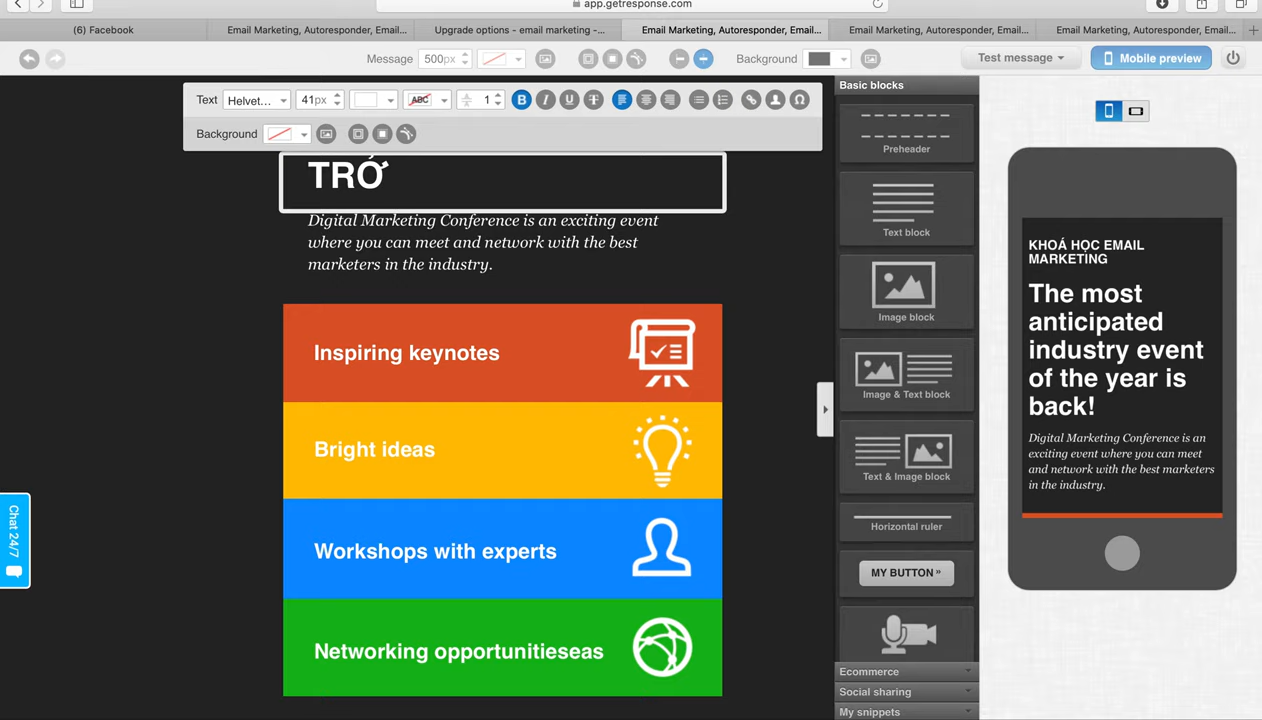 app.getresponse.com
(6) Facebook
Email Marketing, Autoresponder, Email...
Upgrade options - email marketing -...
Email Marketing, Autoresponder, Email...
Email Marketing, Autoresponder, Email...
Email Marketing, Autoresponder, Email...
Message 500px
Background
Test message
Mobile preview
Text Helvet... 41px ABC 1 B I U T
Background
TRỞ
Digital Marketing Conference is an exciting event
where you can meet and network with the best
marketers in the industry.
Inspiring keynotes
Bright ideas
Workshops with experts
Networking opportunitieseas
Chat 24/7
Basic blocks
Preheader
Text block
Image block
Image & Text block
Text & Image block
Horizontal ruler
MY BUTTON »
Ecommerce
Social sharing
My snippets
KHOÁ HỌC EMAIL
MARKETING
The most
anticipated
industry event
of the year is
back!
Digital Marketing Conference is an
exciting event where you can meet
and network with the best marketers
in the industry.